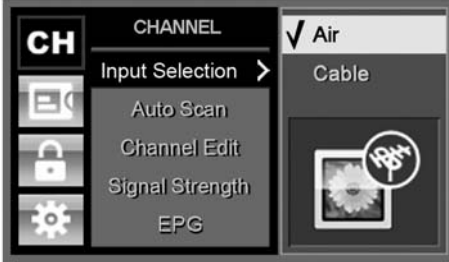 CH
CHANNEL
Input Selection
Auto Scan
Channel Edit
Signal Strength
EPG
Air
Cable